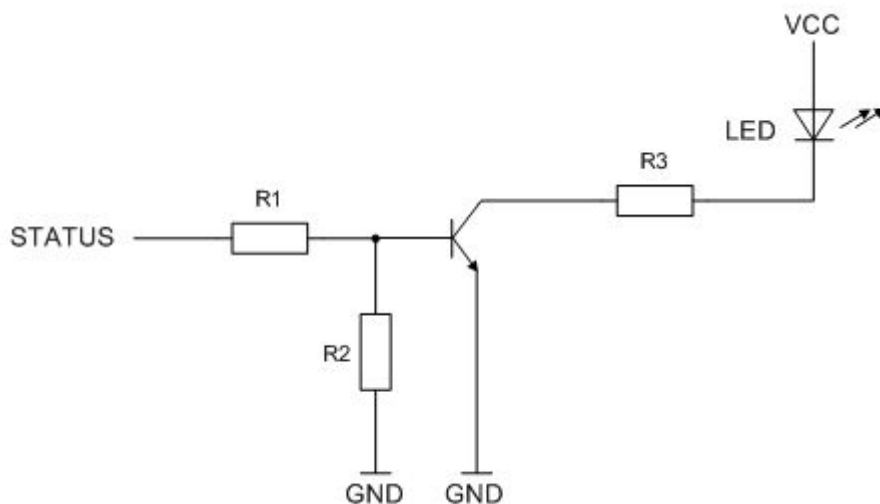 VCC
LED
R3
R1
STATUS
R2
GND GND